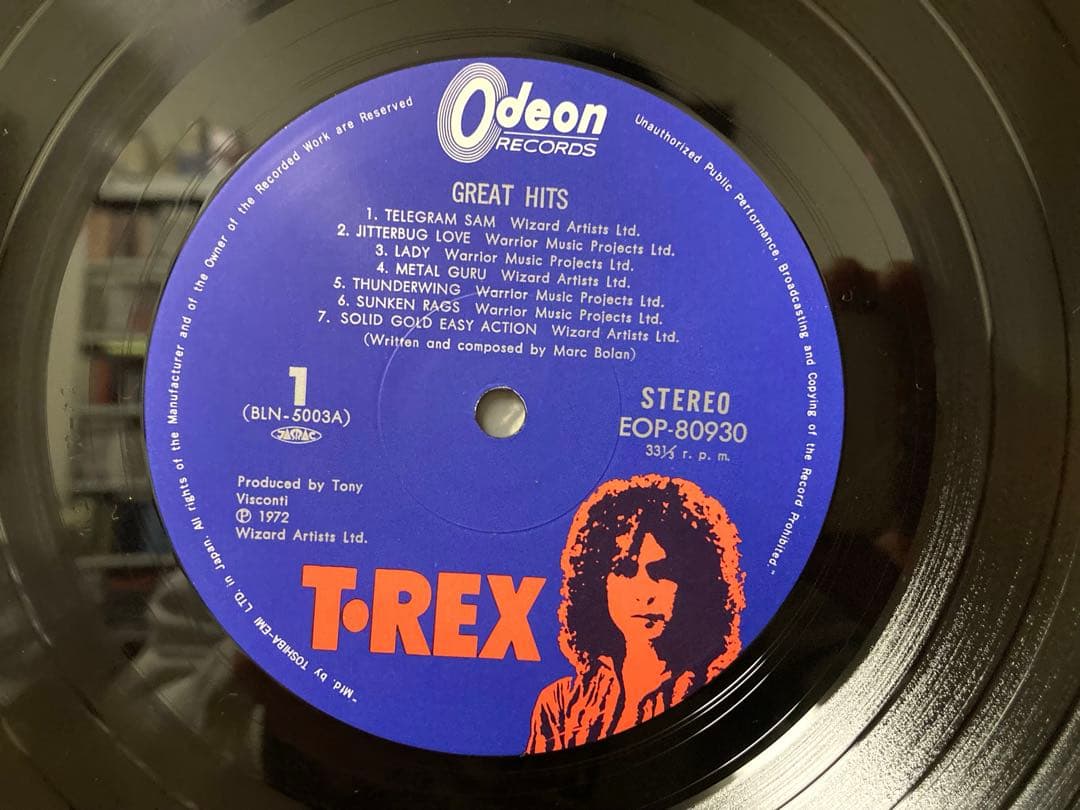 Odeon
RECORDS
GREAT HITS
1. TELEGRAM SAM Wizard Artists Ltd.
2. JITTERBUG LOVE Warrior Music Projects Ltd.
3. LADY Warrior Music Projects Ltd.
4. METAL GURU Wizard Artists Ltd.
5. THUNDERWING Warrior Music Projects Ltd.
6. SUNKEN RAGS Warrior Music Projects Ltd.
7. SOLID GOLD EASY ACTION Wizard Artists Ltd.
(Written and composed by Marc Bolan)
1
(BLN-5003A)
JASRAC
STEREO
EOP-80930
33⅓ r. p. m.
Produced by Tony
Visconti
℗ 1972
Wizard Artists Ltd.
T•REX
"Mfd. by TOSHIBA-EMI LTD. in Japan. All rights of the Manufacturer and of the Owner of the Recorded Work are Reserved
Unauthorized Public Performance, Broadcasting and Copying of the Record Prohibited."